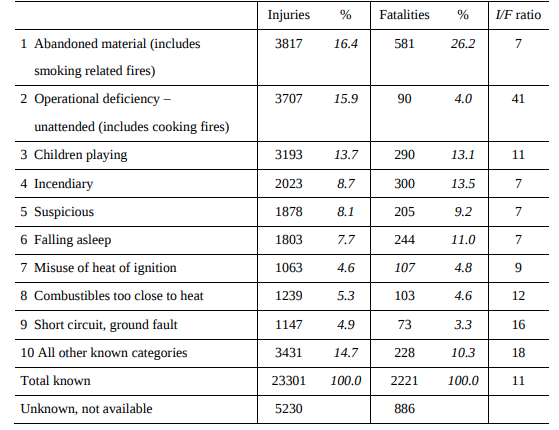 Injuries % Fatalities % I/F ratio
1 Abandoned material (includes 3817 16.4 581 26.2 7
smoking related fires)
2 Operational deficiency – 3707 15.9 90 4.0 41
unattended (includes cooking fires)
3 Children playing 3193 13.7 290 13.1 11
4 Incendiary 2023 8.7 300 13.5 7
5 Suspicious 1878 8.1 205 9.2 7
6 Falling asleep 1803 7.7 244 11.0 7
7 Misuse of heat of ignition 1063 4.6 107 4.8 9
8 Combustibles too close to heat 1239 5.3 103 4.6 12
9 Short circuit, ground fault 1147 4.9 73 3.3 16
10 All other known categories 3431 14.7 228 10.3 18
Total known 23301 100.0 2221 100.0 11
Unknown, not available 5230 886